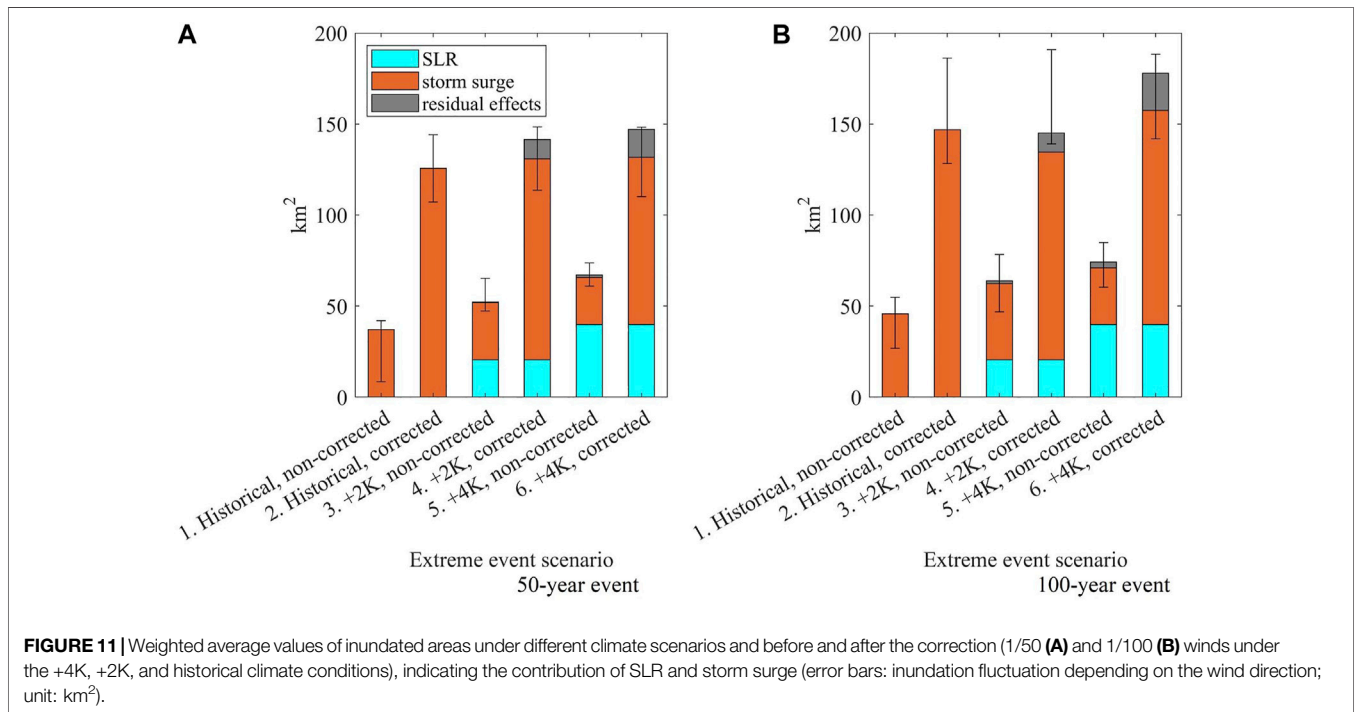 A
200
150
100
50
0
km²
SLR
storm surge
residual effects
1. Historical, non-corrected
2. Historical, corrected
3. +2K, non-corrected
4. +2K, corrected
5. +4K, non-corrected
6. +4K, corrected
Extreme event scenario
50-year event
B
200
150
100
50
0
km²
1. Historical, non-corrected
2. Historical, corrected
3. +2K, non-corrected
4. +2K, corrected
5. +4K, non-corrected
6. +4K, corrected
Extreme event scenario
100-year event
FIGURE 11 | Weighted average values of inundated areas under different climate scenarios and before and after the correction (1/50 (A) and 1/100 (B) winds under
the +4K, +2K, and historical climate conditions), indicating the contribution of SLR and storm surge (error bars: inundation fluctuation depending on the wind direction;
unit: km²).